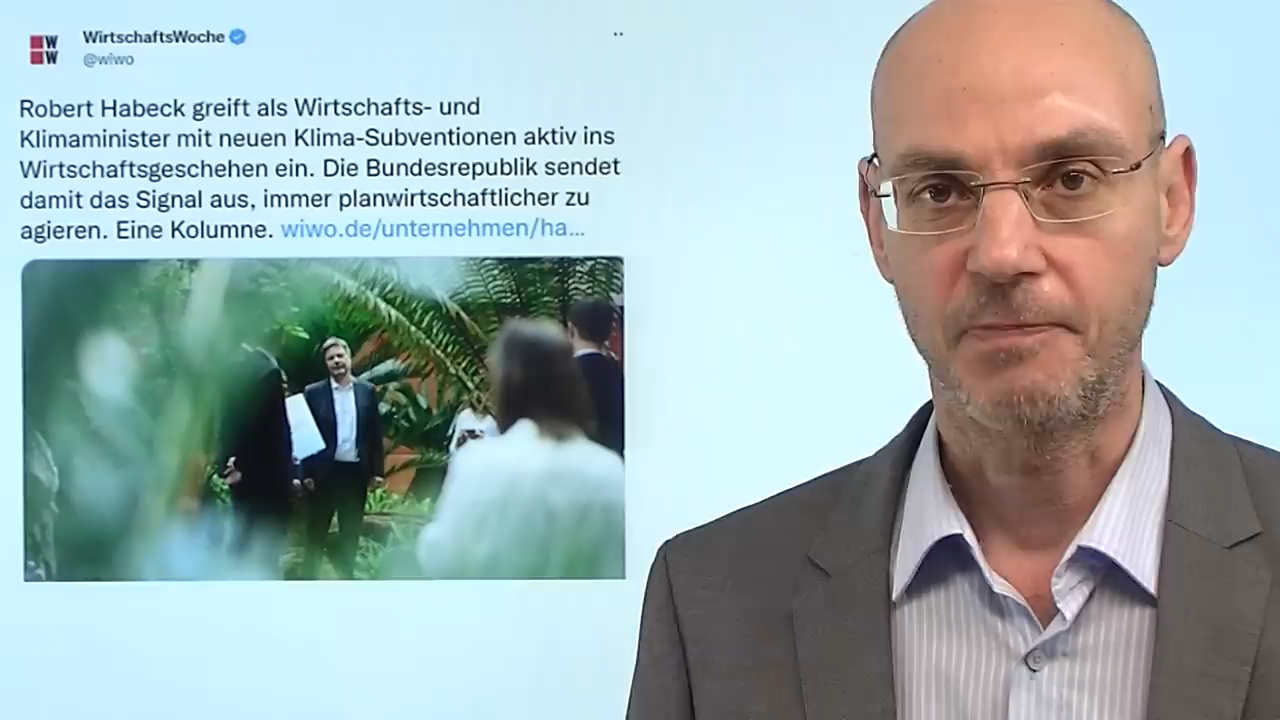 WW
WirtschaftsWoche
@wiwo
Robert Habeck greift als Wirtschafts- und
Klimaminister mit neuen Klima-Subventionen aktiv ins
Wirtschaftsgeschehen ein. Die Bundesrepublik sendet
damit das Signal aus, immer planwirtschaftlicher zu
agieren. Eine Kolumne. wiwo.de/unternehmen/ha...